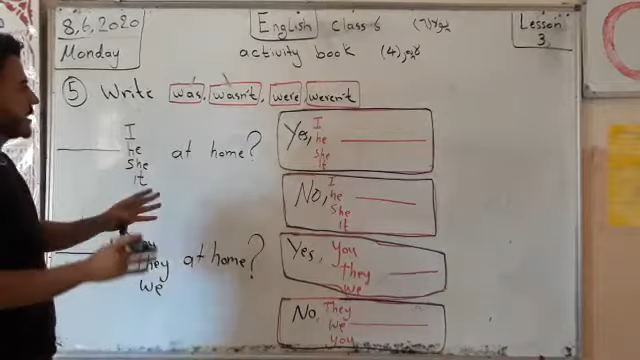 8,6,2020
Monday
English class 6
activity book (4)
Lesson 3
5 Write was, wasn't, were, weren't
I
he
she
it
at home?
Yes, I
he
she
it
No, I
he
she
it
they
we
at home?
Yes, you
they
we
No, They
we
you